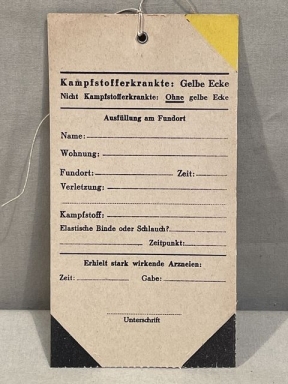 Kampfstofferkrankte: Gelbe Ecke
Nicht Kampfstofferkrankte: Ohne gelbe Ecke
Ausfüllung am Fundort
Name:
Wohnung:
Fundort: Zeit:
Verletzung:
Kampfstoff:
Elastische Binde oder Schlauch?
Zeitpunkt:
Erhielt stark wirkende Arzneien:
Zeit: Gabe:
Unterschrift